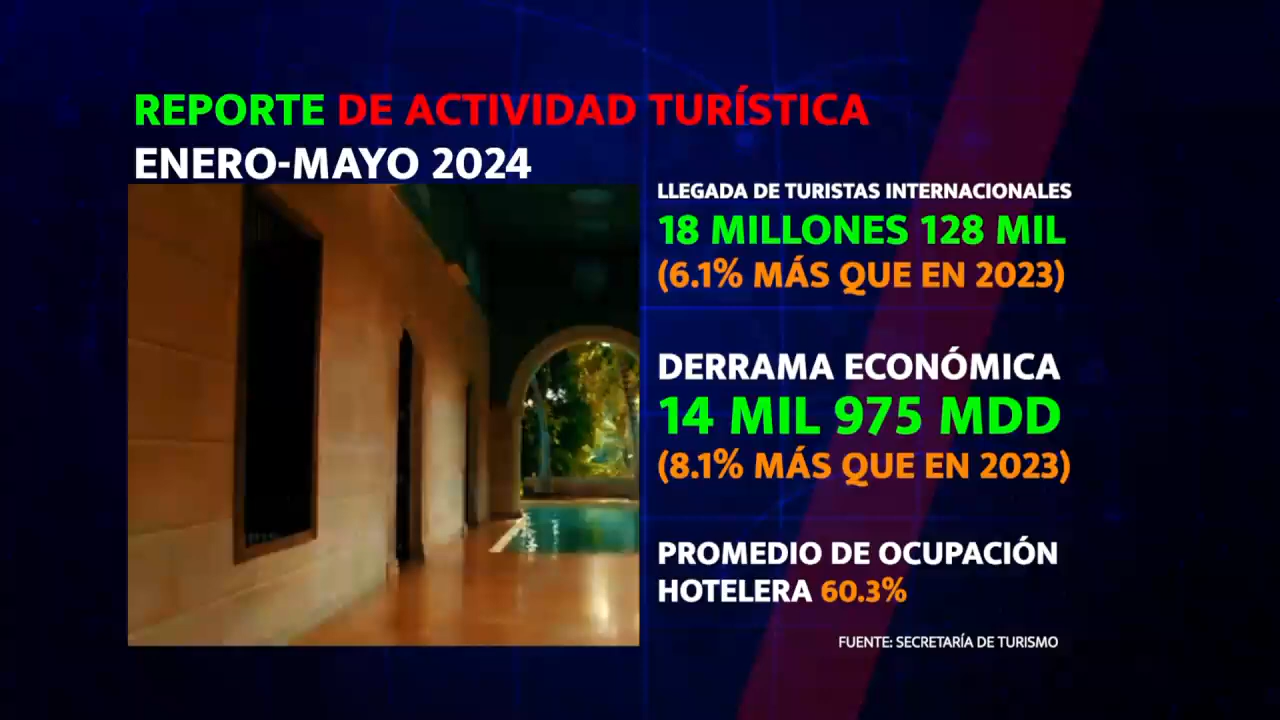 REPORTE DE ACTIVIDAD TURÍSTICA
ENERO-MAYO 2024
LLEGADA DE TURISTAS INTERNACIONALES
18 MILLONES 128 MIL
(6.1% MÁS QUE EN 2023)
DERRAMA ECONÓMICA
14 MIL 975 MDD
(8.1% MÁS QUE EN 2023)
PROMEDIO DE OCUPACIÓN
HOTELERA 60.3%
FUENTE: SECRETARÍA DE TURISMO